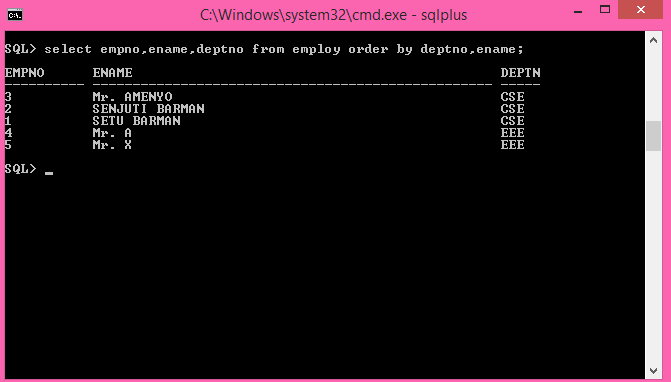 C:\Windows\system32\cmd.exe - sqlplus
SQL> select empno,ename,deptno from employ order by deptno,ename;
EMPNO ENAME DEPTN
---------- -------------------------------------------------- -----
3 Mr. AMENYO CSE
2 SENJUTI BARMAN CSE
1 SETU BARMAN CSE
4 Mr. A EEE
5 Mr. X EEE
SQL> _